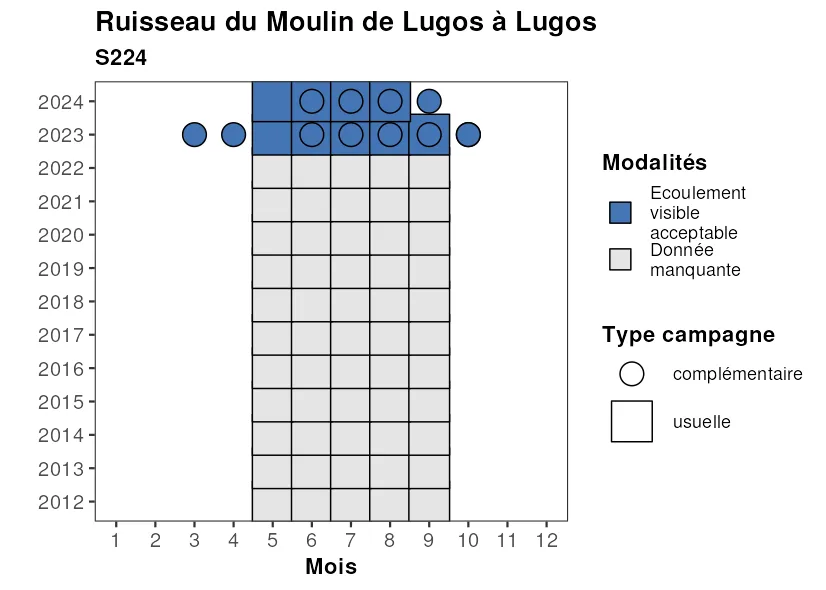 Ruisseau du Moulin de Lugos à Lugos
S224
2024
2023
2022
2021
2020
2019
2018
2017
2016
2015
2014
2013
2012
1 2 3 4 5 6 7 8 9 10 11 12
Mois
Modalités
Ecoulement
visible
acceptable
Donnée
manquante
Type campagne
complémentaire
usuelle